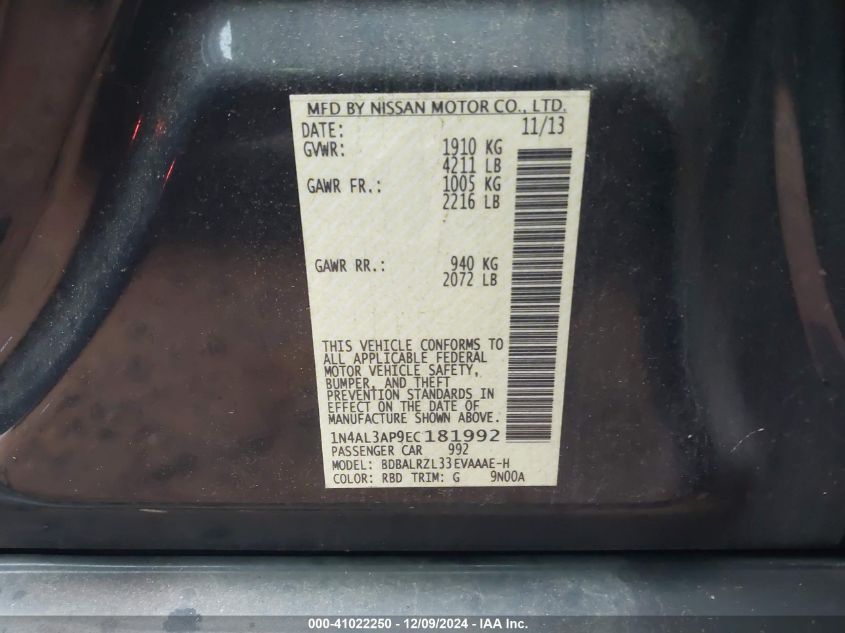 MFD BY NISSAN MOTOR CO., LTD.
DATE: 11/13
GVWR: 1910 KG
4211 LB
GAWR FR.: 1005 KG
2216 LB
GAWR RR.: 940 KG
2072 LB
THIS VEHICLE CONFORMS TO
ALL APPLICABLE FEDERAL
MOTOR VEHICLE SAFETY,
BUMPER, AND THEFT
PREVENTION STANDARDS IN
EFFECT ON THE DATE OF
MANUFACTURE SHOWN ABOVE.
1N4AL3AP9EC181992
PASSENGER CAR 992
MODEL: BDBALRZL33EVAAAE-H
COLOR: RBD TRIM: G 9N00A
000-41022250 - 12/09/2024 - IAA Inc.